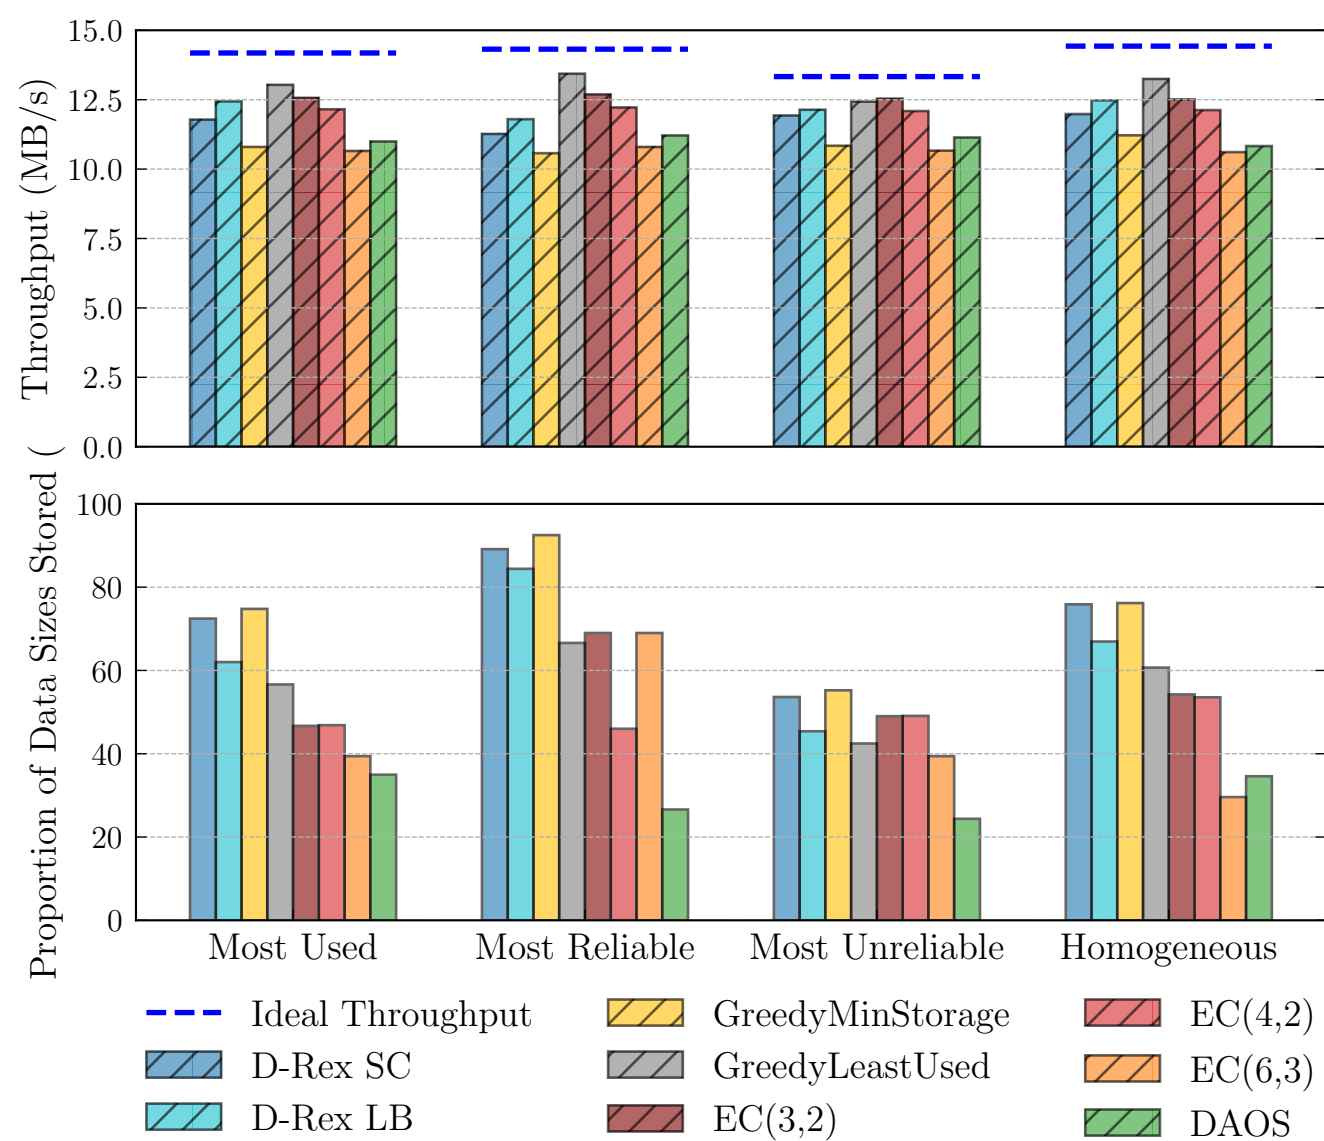 Throughput (MB/s)
15.0
12.5
10.0
7.5
5.0
2.5
0.0
Proportion of Data Sizes Stored (
100
80
60
40
20
0
Most Used Most Reliable Most Unreliable Homogeneous
Ideal Throughput
D-Rex SC
D-Rex LB
GreedyMinStorage
GreedyLeastUsed
EC(3,2)
EC(4,2)
EC(6,3)
DAOS